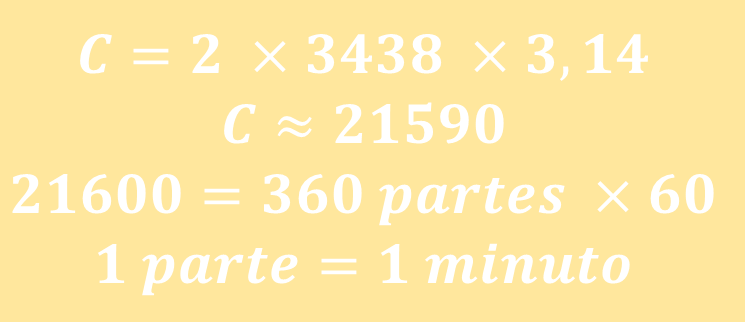 C = 2 × 3438 × 3,14
C ≈ 21590
21600 = 360 partes × 60
1 parte = 1 minuto